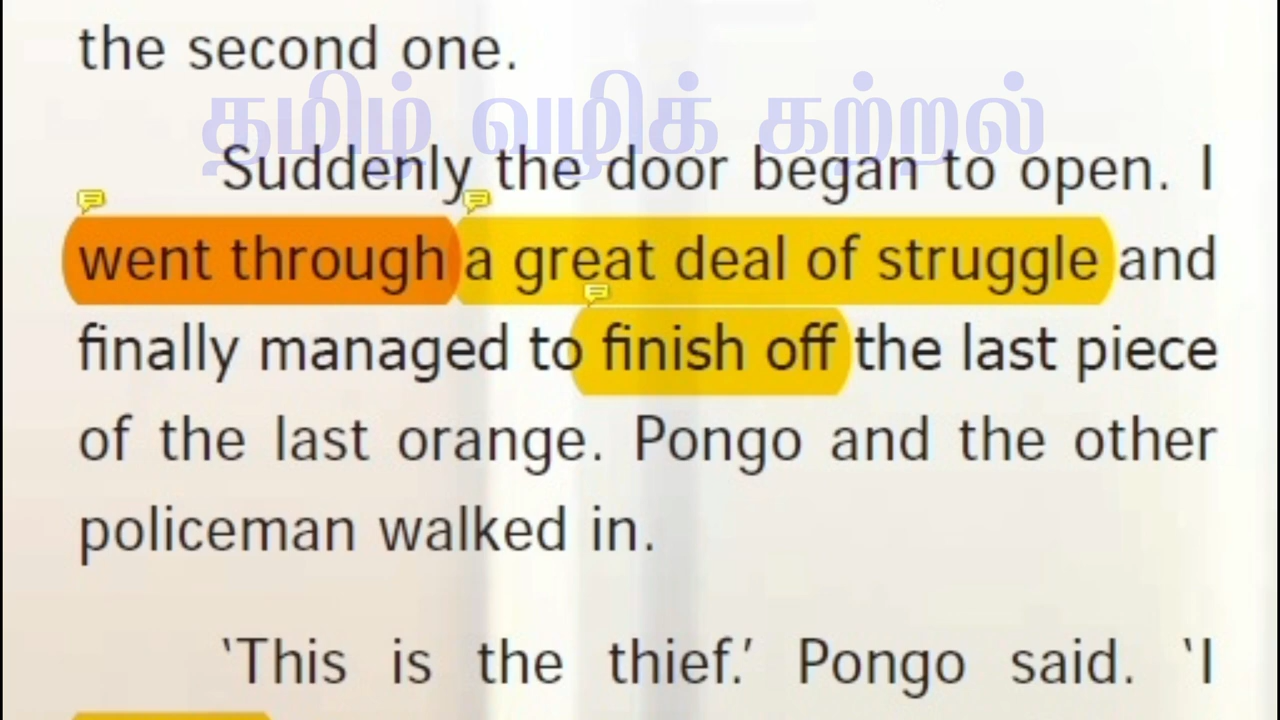 the second one.
தமிழ் வழிக் கற்றல்
Suddenly the door began to open. I
went through a great deal of struggle and
finally managed to finish off the last piece
of the last orange. Pongo and the other
policeman walked in.
‘This is the thief.’ Pongo said. ‘I